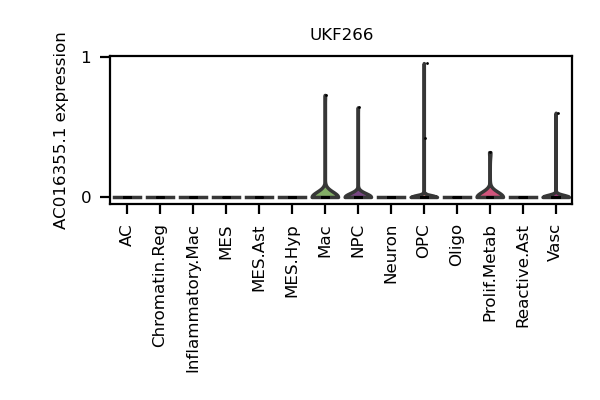 UKF266
AC016355.1 expression
1
0
AC
Chromatin.Reg
Inflammatory.Mac
MES
MES.Ast
MES.Hyp
Mac
NPC
Neuron
OPC
Oligo
Prolif.Metab
Reactive.Ast
Vasc